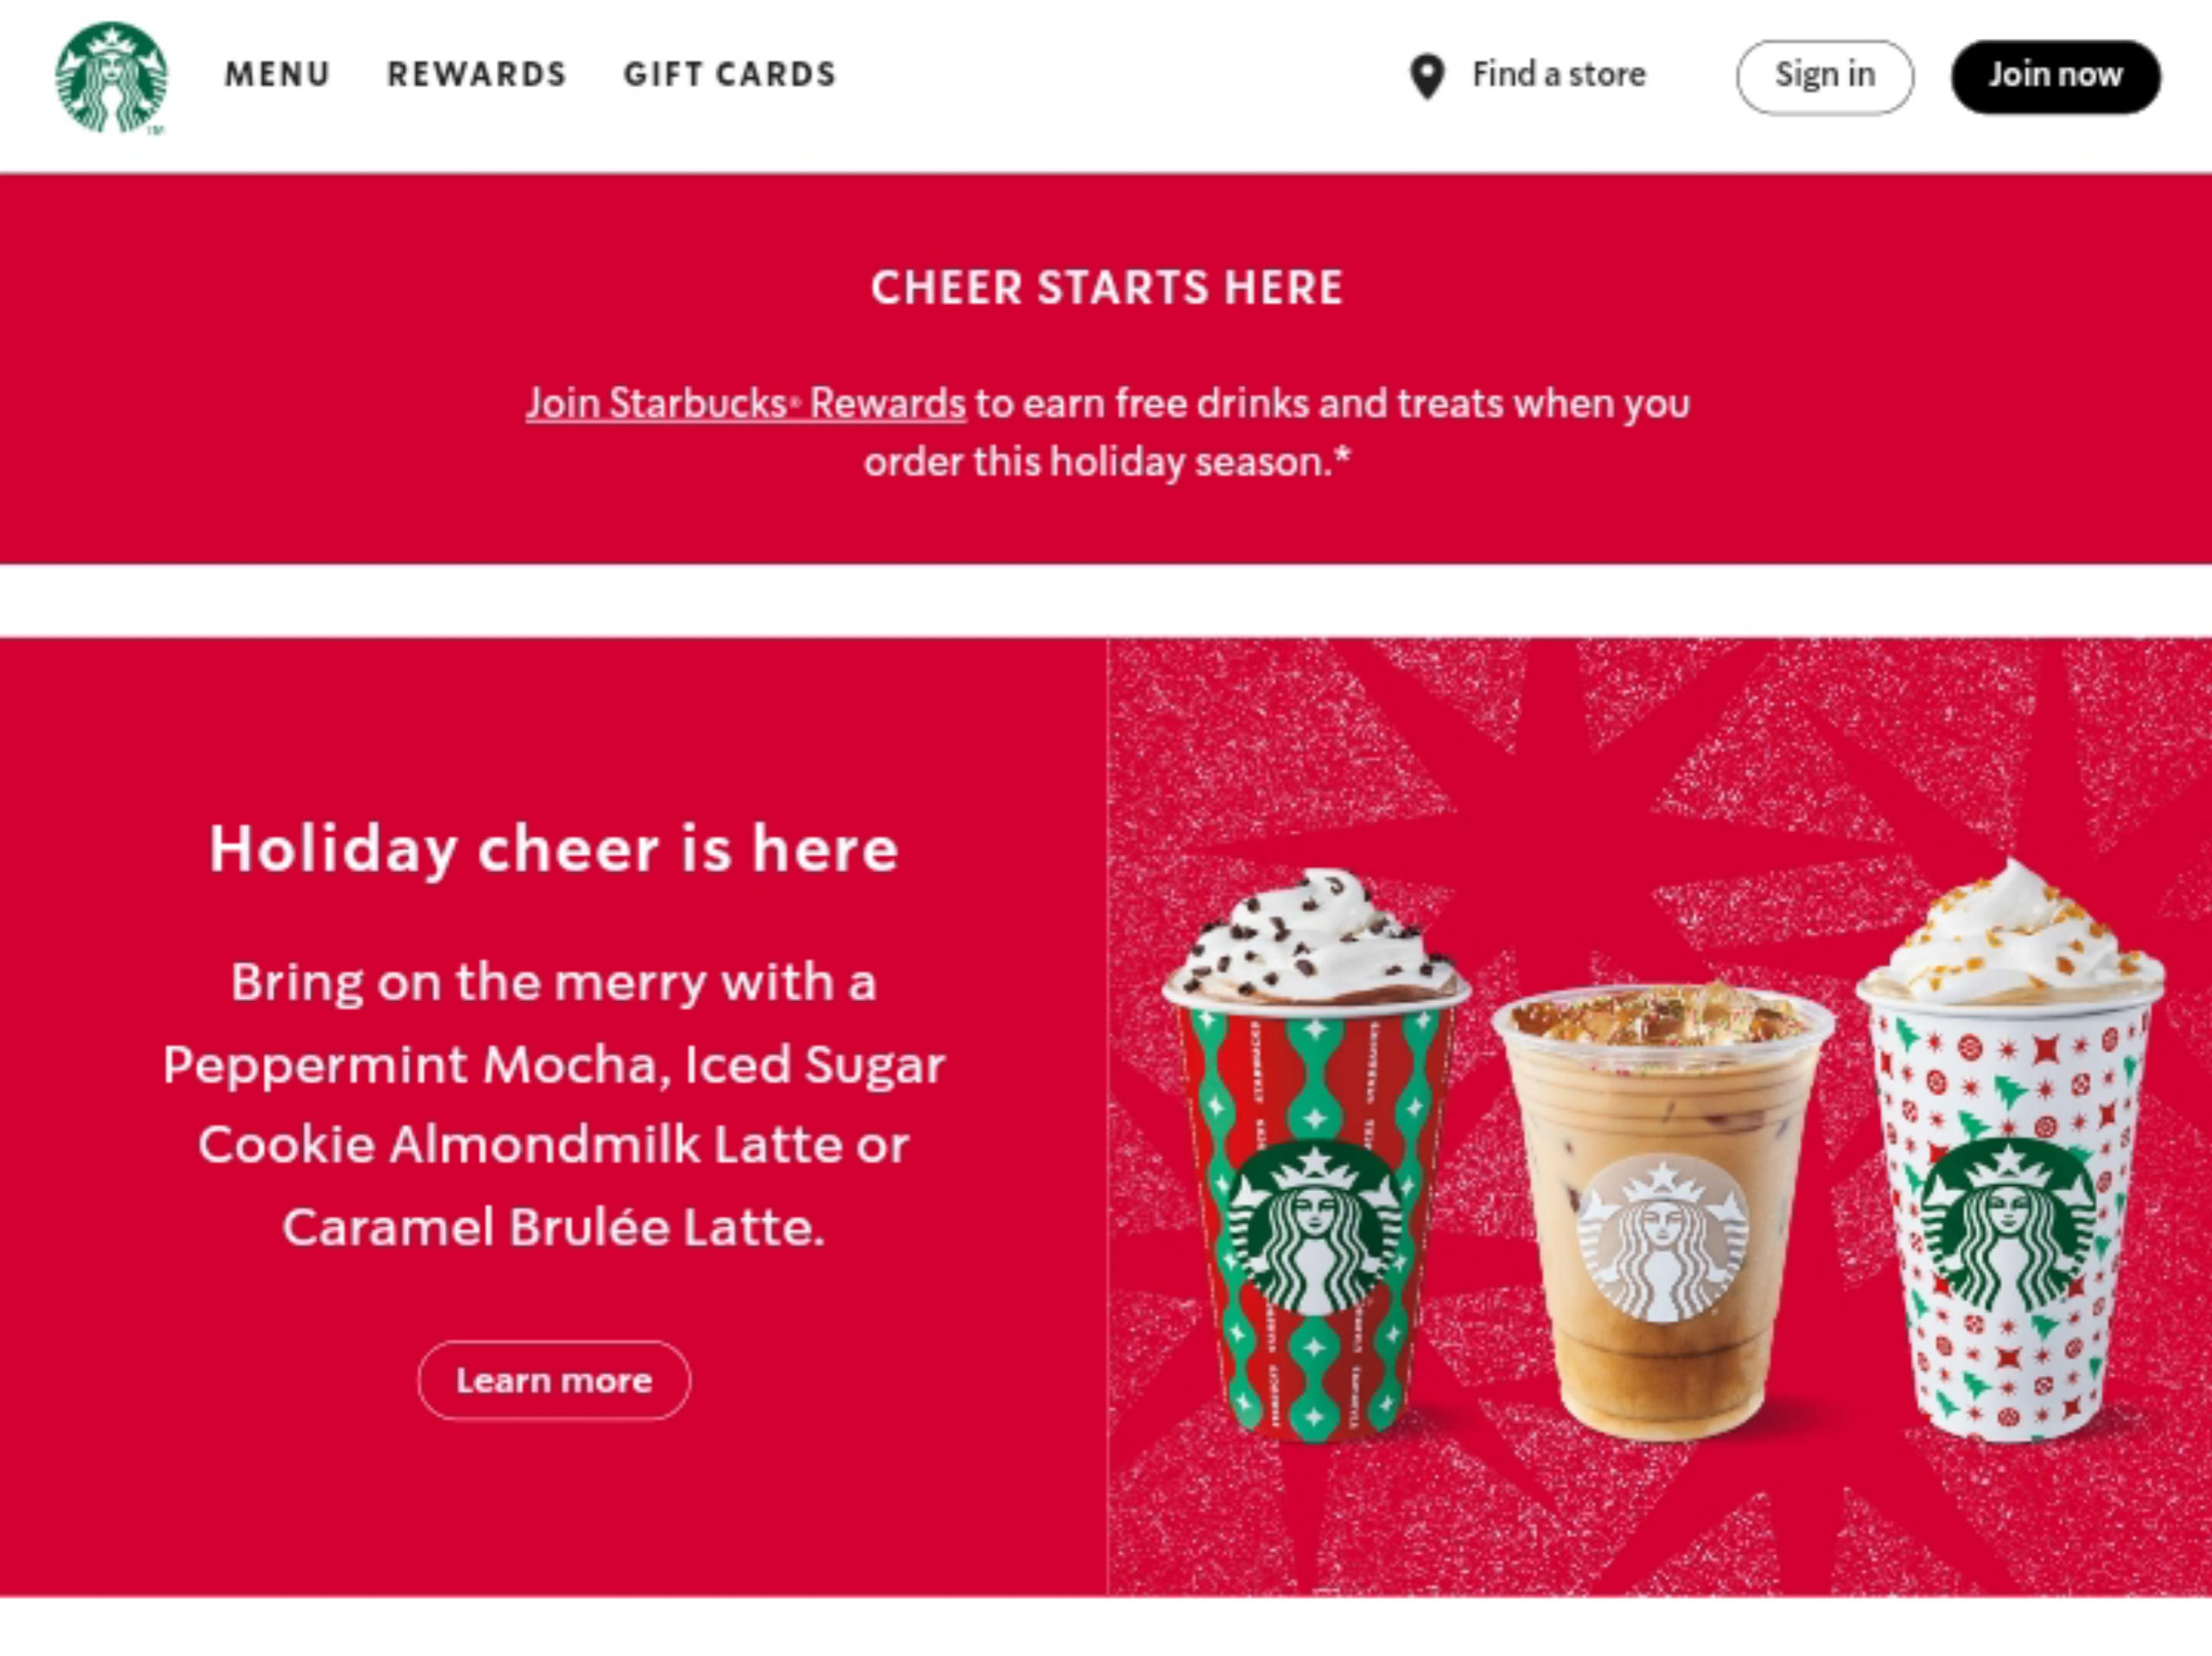 MENU
REWARDS
GIFT CARDS
Find a store
Sign in
Join now
CHEER STARTS HERE
Join Starbucks® Rewards to earn free drinks and treats when you
order this holiday season.*
Holiday cheer is here
Bring on the merry with a
Peppermint Mocha, Iced Sugar
Cookie Almondmilk Latte or
Caramel Brulée Latte.
Learn more